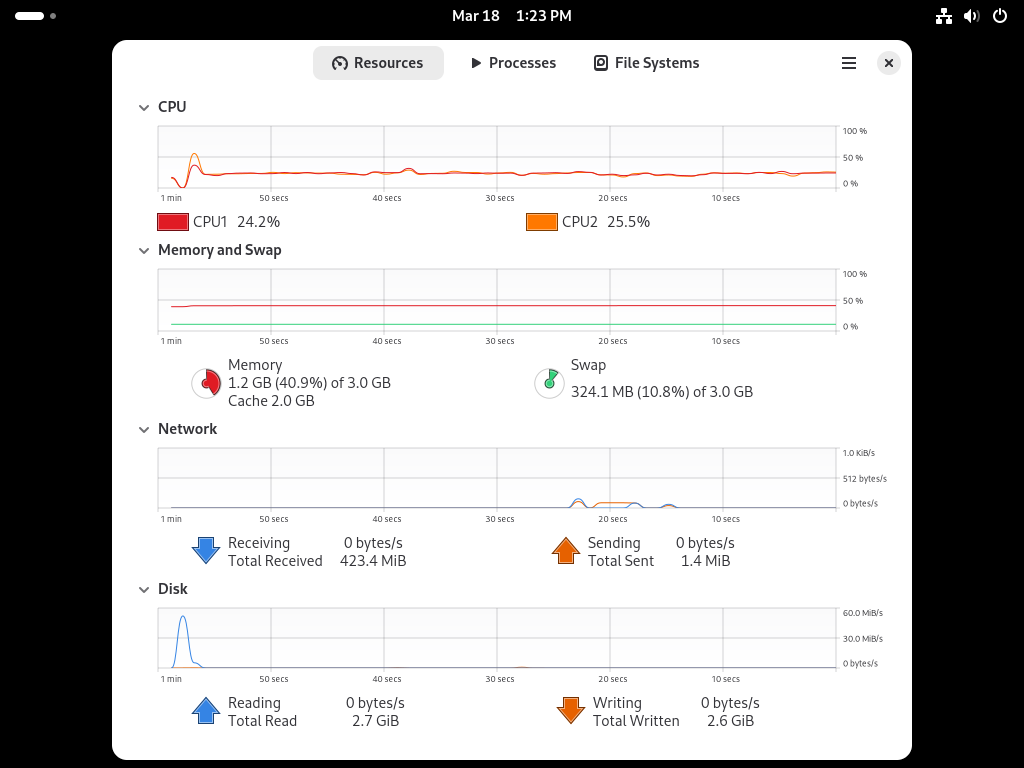 Mar 18 1:23 PM
Resources Processes File Systems
CPU
100 %
50 %
0 %
1 min 50 secs 40 secs 30 secs 20 secs 10 secs
CPU1 24.2% CPU2 25.5%
Memory and Swap
100 %
50 %
0 %
1 min 50 secs 40 secs 30 secs 20 secs 10 secs
Memory
1.2 GB (40.9%) of 3.0 GB
Cache 2.0 GB
Swap
324.1 MB (10.8%) of 3.0 GB
Network
1.0 KiB/s
512 bytes/s
0 bytes/s
1 min 50 secs 40 secs 30 secs 20 secs 10 secs
Receiving 0 bytes/s
Total Received 423.4 MiB
Sending 0 bytes/s
Total Sent 1.4 MiB
Disk
60.0 MiB/s
30.0 MiB/s
0 bytes/s
1 min 50 secs 40 secs 30 secs 20 secs 10 secs
Reading 0 bytes/s
Total Read 2.7 GiB
Writing 0 bytes/s
Total Written 2.6 GiB